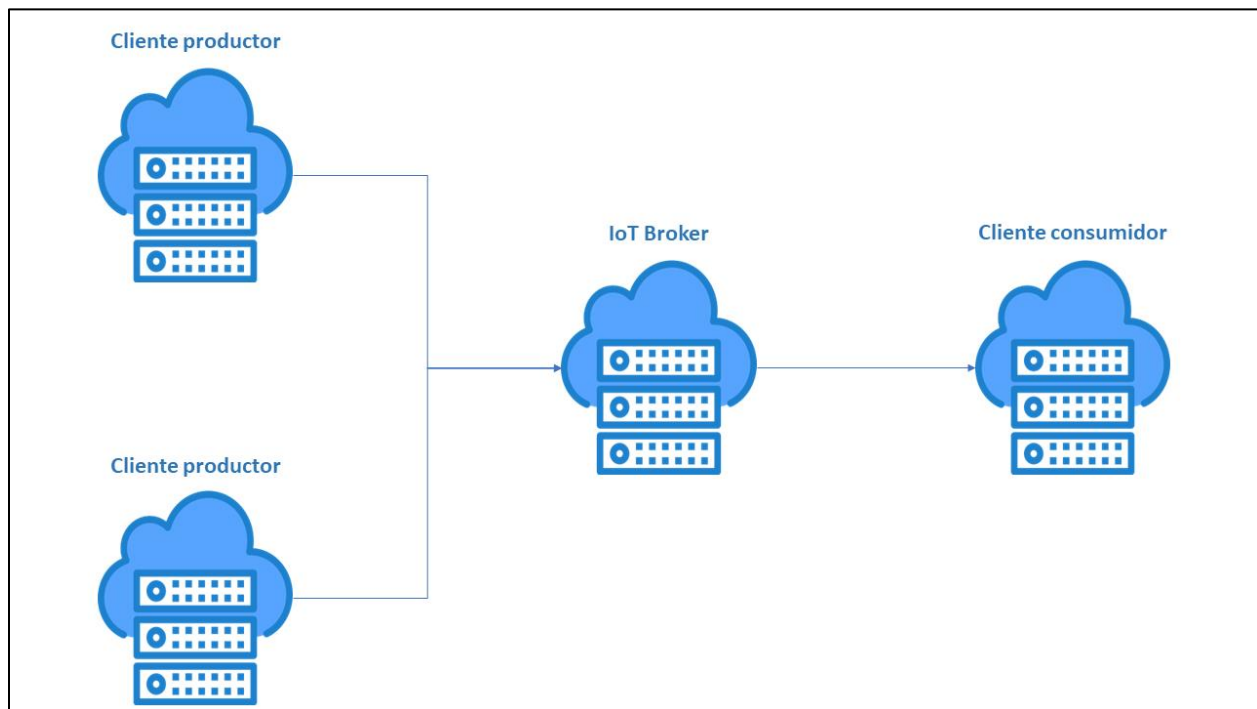 Cliente productor
IoT Broker
Cliente consumidor
Cliente productor